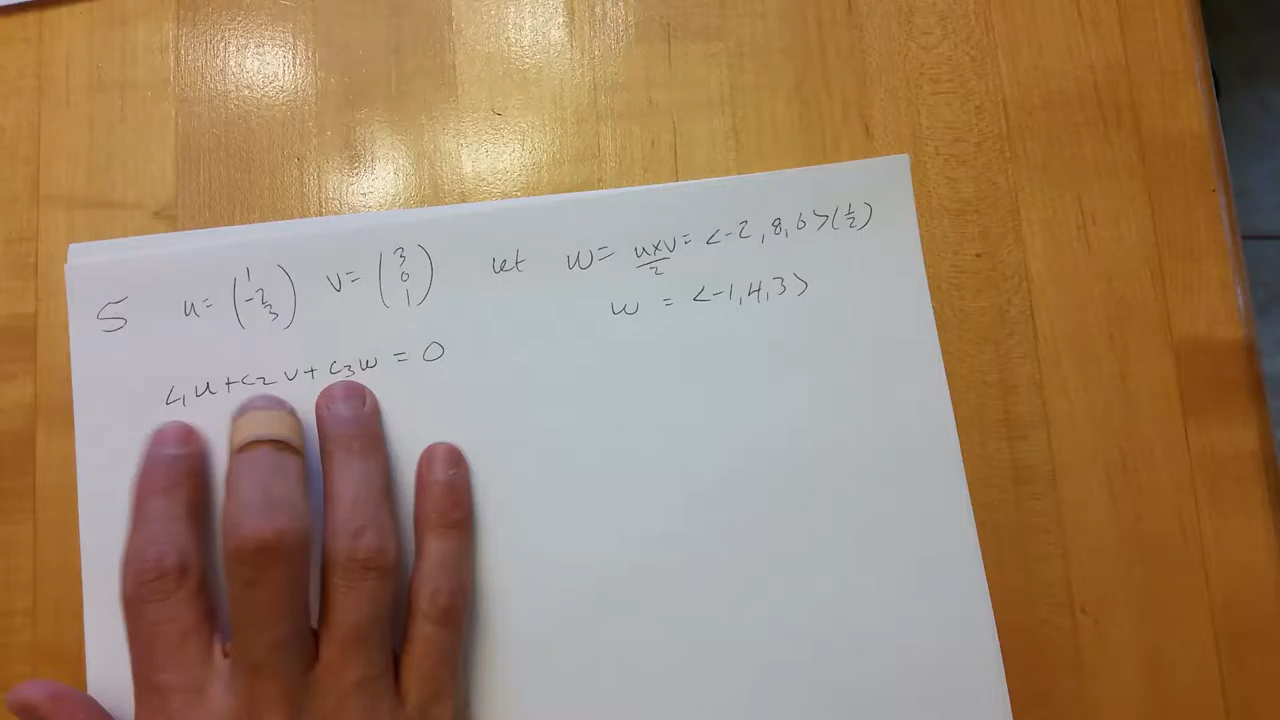 5 u = (1 -2 3) v = (3 0 1) let w = u×v/2 = <-2, 8, 6>(1/2)
w = <-1, 4, 3>
c₁u + c₂v + c₃w = 0